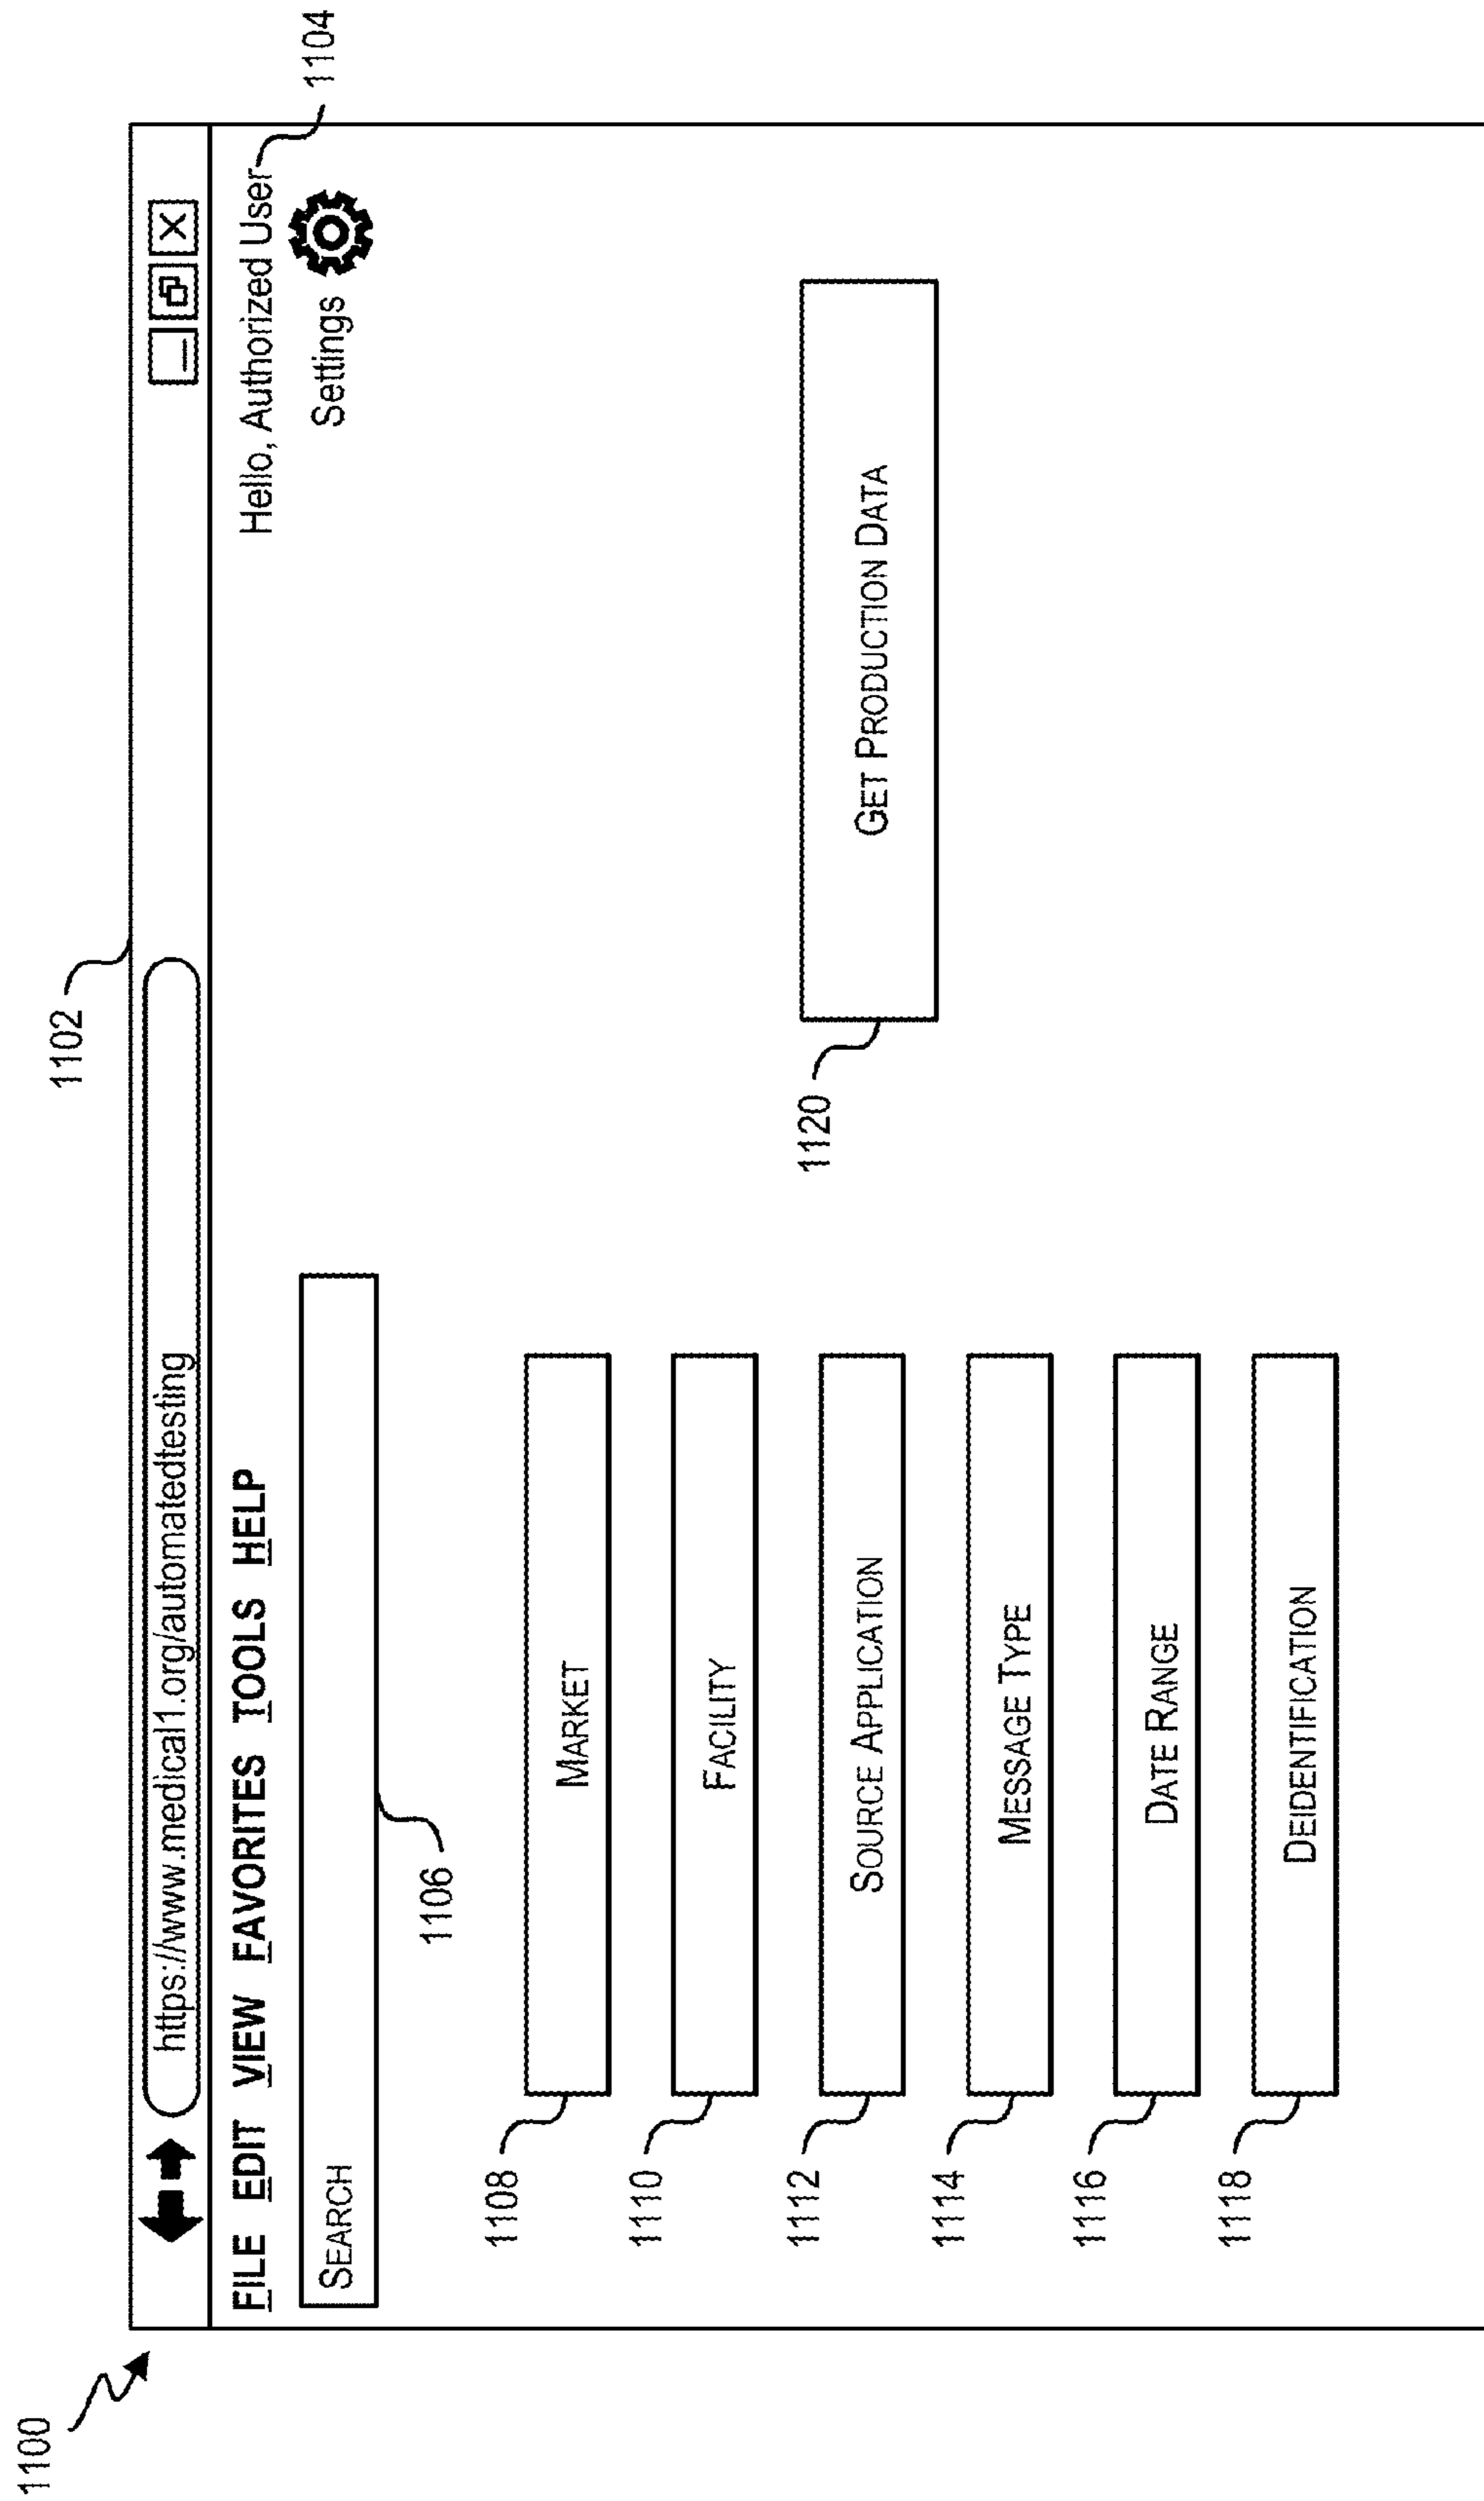 1100
1102
https://www.medical1.org/automatedtesting
FILE EDIT VIEW FAVORITES TOOLS HELP
Hello, Authorized User
1104
SEARCH
Settings
1106
1108
MARKET
1110
FACILITY
1112
SOURCE APPLICATION
1120
GET PRODUCTION DATA
1114
MESSAGE TYPE
1116
DATE RANGE
1118
DEIDENTIFICATION